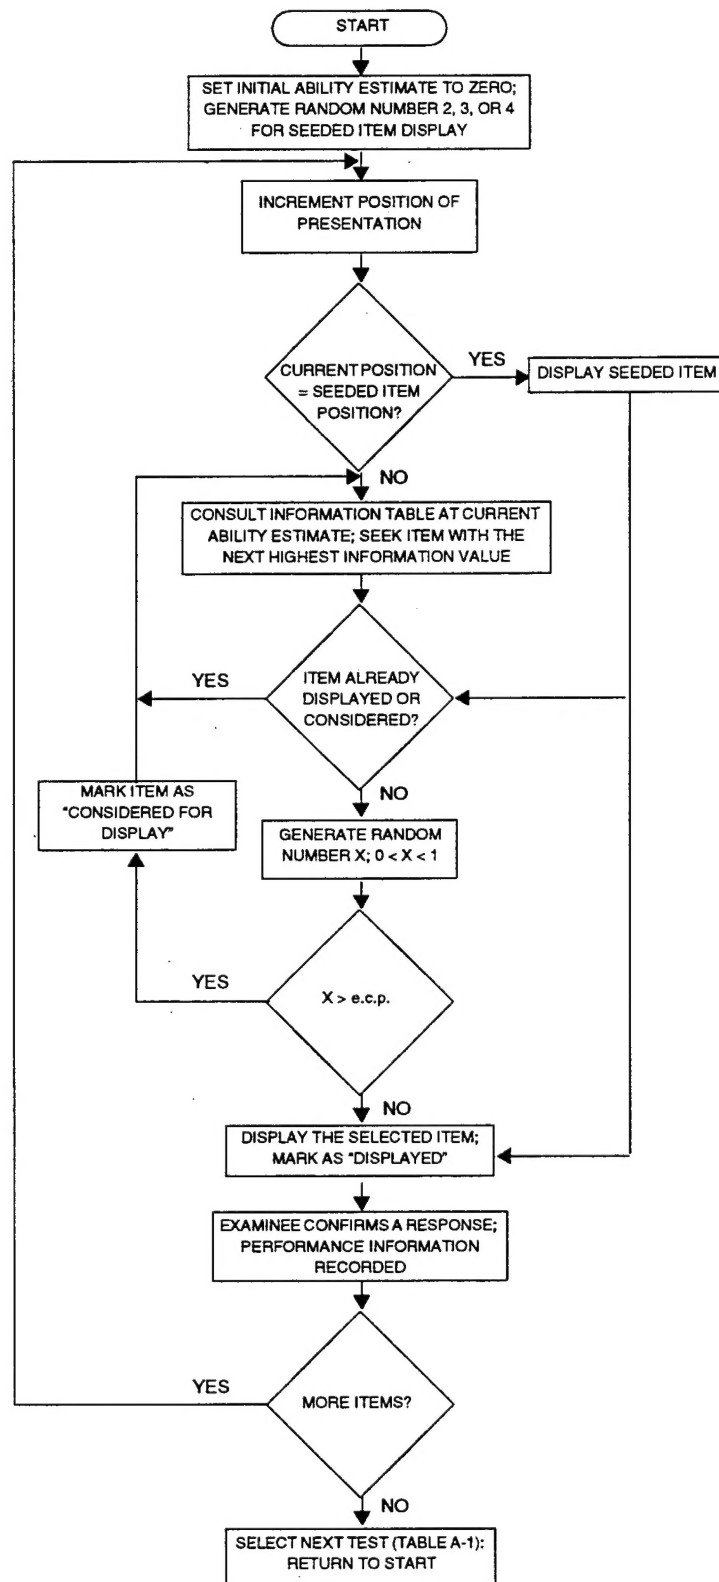 START
SET INITIAL ABILITY ESTIMATE TO ZERO;
GENERATE RANDOM NUMBER 2, 3, OR 4
FOR SEEDED ITEM DISPLAY
INCREMENT POSITION OF
PRESENTATION
CURRENT POSITION
= SEEDED ITEM
POSITION?
YES
DISPLAY SEEDED ITEM
NO
CONSULT INFORMATION TABLE AT CURRENT
ABILITY ESTIMATE; SEEK ITEM WITH THE
NEXT HIGHEST INFORMATION VALUE
YES
ITEM ALREADY
DISPLAYED OR
CONSIDERED?
NO
MARK ITEM AS
"CONSIDERED FOR
DISPLAY"
GENERATE RANDOM
NUMBER X; 0 < X < 1
YES
X > e.c.p.
NO
DISPLAY THE SELECTED ITEM;
MARK AS "DISPLAYED"
EXAMINEE CONFIRMS A RESPONSE;
PERFORMANCE INFORMATION
RECORDED
YES
MORE ITEMS?
NO
SELECT NEXT TEST (TABLE A-1):
RETURN TO START